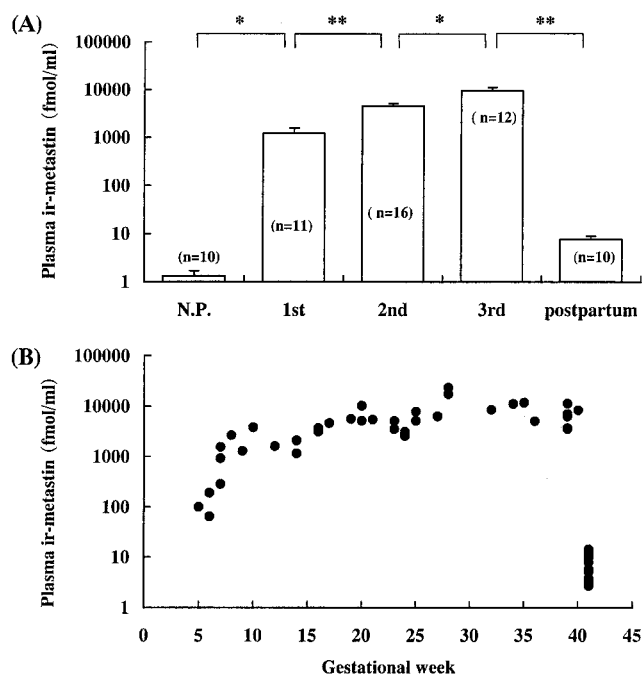 (A)
* ** * **
Plasma ir-metastin (fmol/ml)
100000
10000
1000
100
10
1
(n=10)
(n=11)
( n=16)
( n=12)
(n=10)
N.P. 1st 2nd 3rd postpartum
(B)
Plasma ir-metastin (fmol/ml)
100000
10000
1000
100
10
1
0 5 10 15 20 25 30 35 40 45
Gestational week